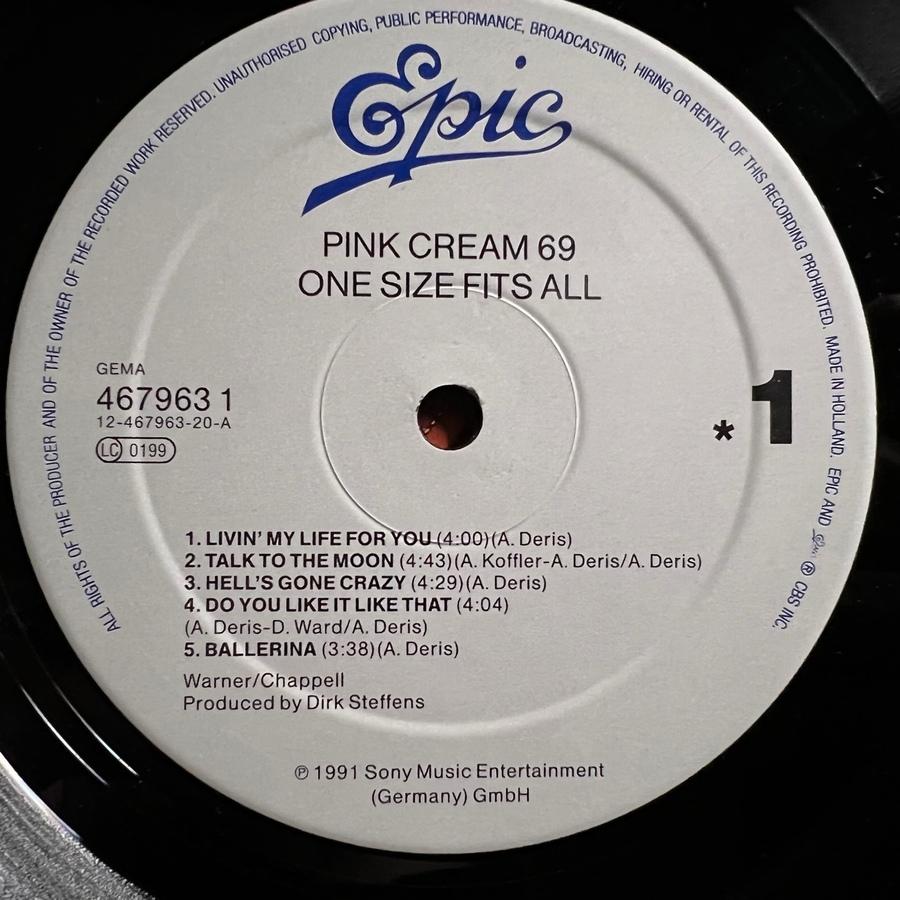 ALL RIGHTS OF THE PRODUCER AND OF THE OWNER OF THE RECORDED WORK RESERVED. UNAUTHORISED COPYING, PUBLIC PERFORMANCE, BROADCASTING, HIRING OR RENTAL OF THIS RECORDING PROHIBITED. MADE IN HOLLAND. EPIC AND Epic ® CBS INC.
Epic
PINK CREAM 69
ONE SIZE FITS ALL
GEMA
467963 1
12-467963-20-A
LC 0199
* 1
1. LIVIN' MY LIFE FOR YOU (4:00)(A. Deris)
2. TALK TO THE MOON (4:43)(A. Koffler-A. Deris/A. Deris)
3. HELL'S GONE CRAZY (4:29)(A. Deris)
4. DO YOU LIKE IT LIKE THAT (4:04)
(A. Deris-D. Ward/A. Deris)
5. BALLERINA (3:38)(A. Deris)
Warner/Chappell
Produced by Dirk Steffens
℗ 1991 Sony Music Entertainment
(Germany) GmbH